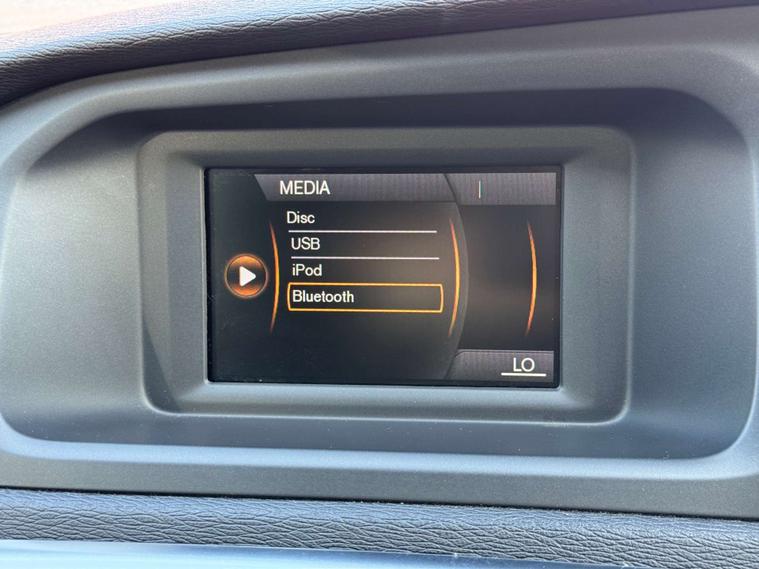 MEDIA
Disc
USB
iPod
Bluetooth
LO